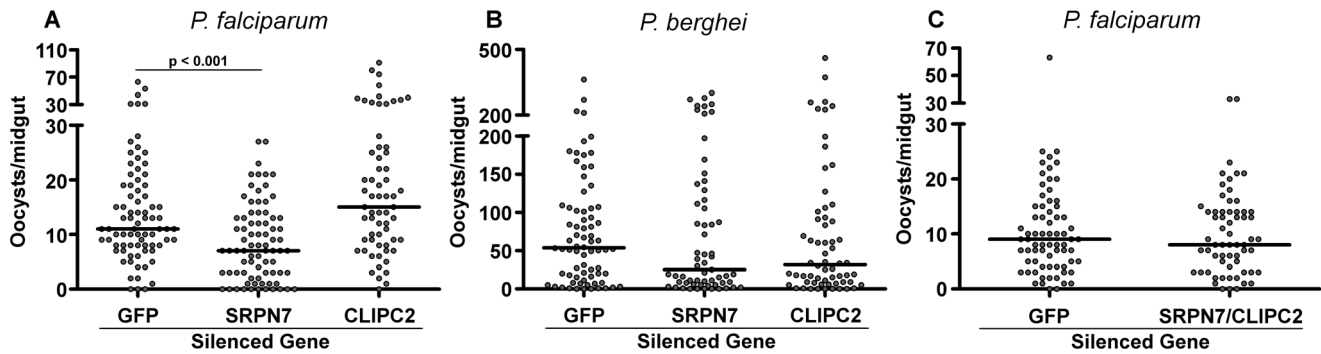 A P. falciparum
Oocysts/midgut
110
70
30
30
20
10
0
p < 0.001
GFP SRPN7 CLIPC2
Silenced Gene
B P. berghei
Oocysts/midgut
500
200
200
150
100
50
0
GFP SRPN7 CLIPC2
Silenced Gene
C P. falciparum
Oocysts/midgut
70
50
30
30
20
10
0
GFP SRPN7/CLIPC2
Silenced Gene